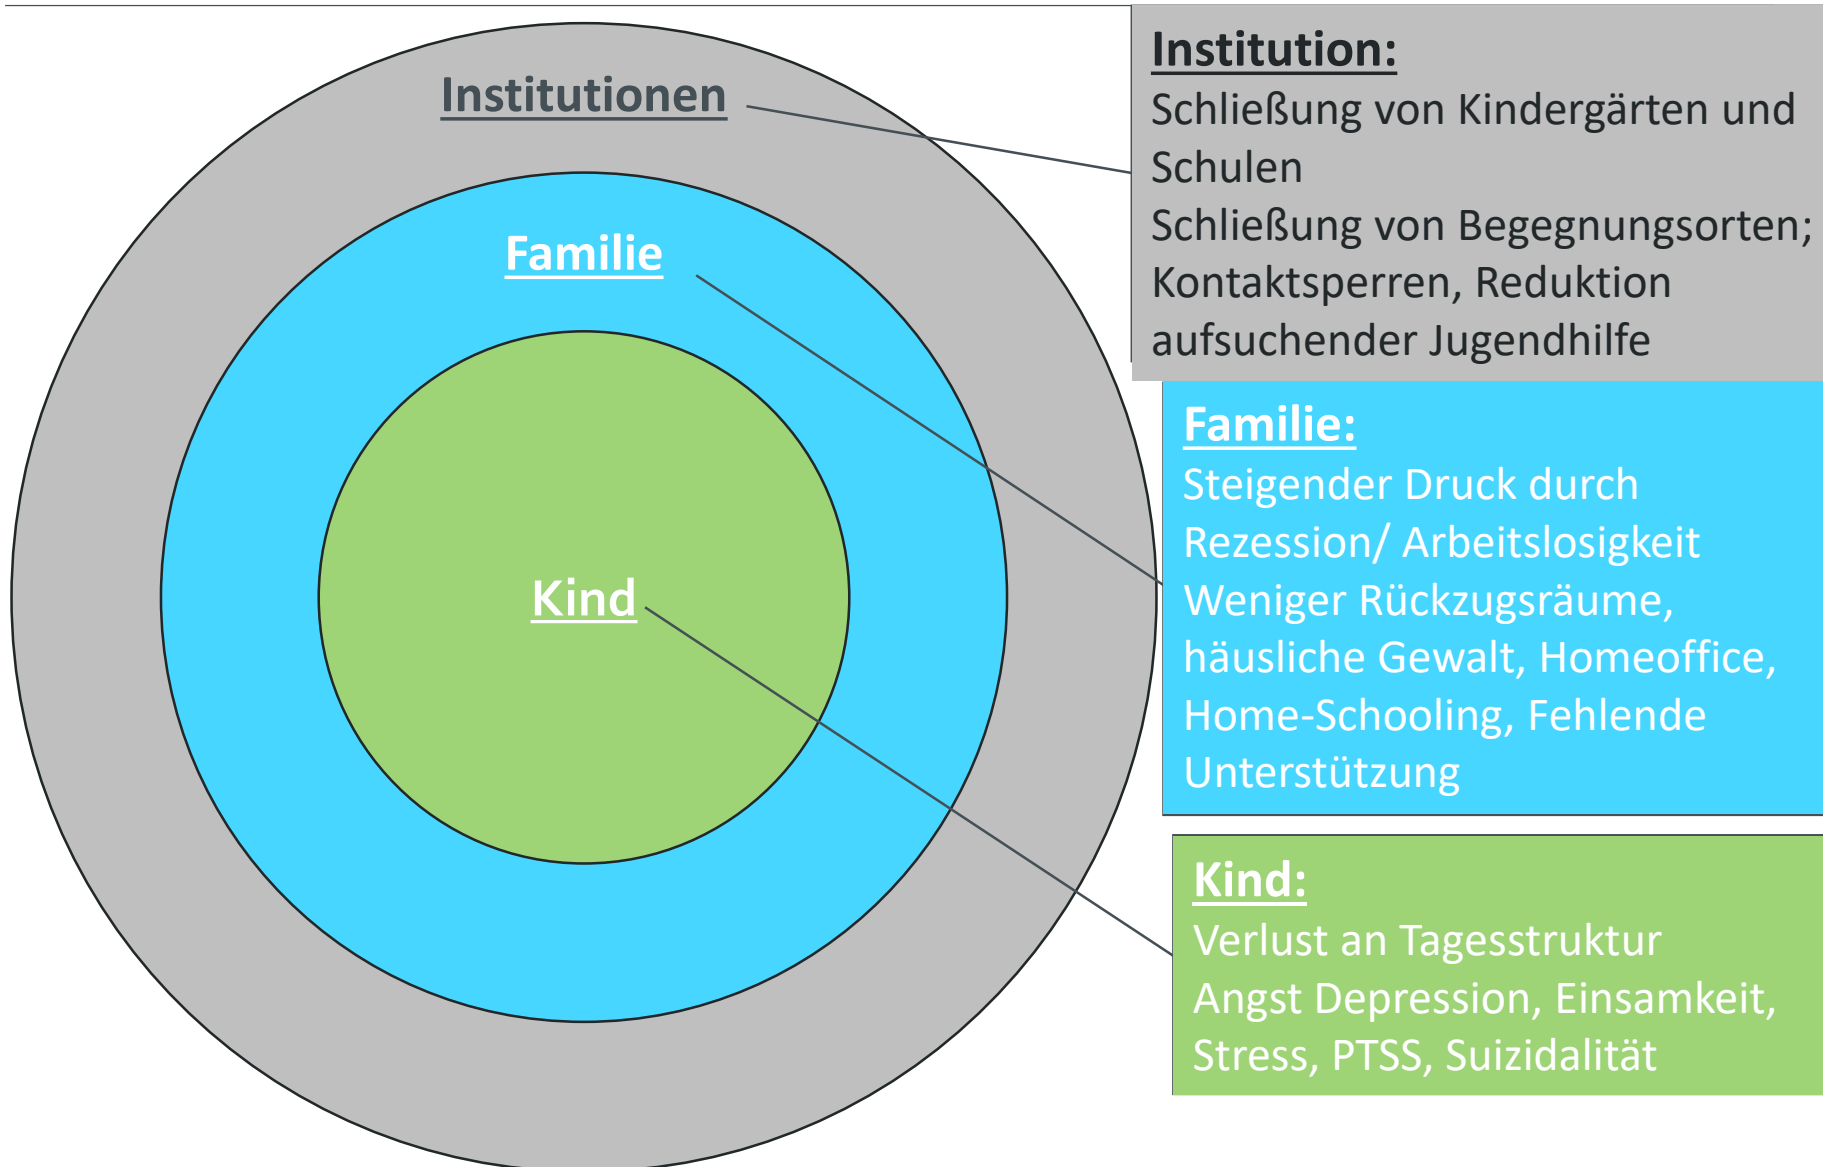 Institutionen
Familie
Kind
Institution:
Schließung von Kindergärten und
Schulen
Schließung von Begegnungsorten;
Kontaktsperren, Reduktion
aufsuchender Jugendhilfe
Familie:
Steigender Druck durch
Rezession/ Arbeitslosigkeit
Weniger Rückzugsräume,
häusliche Gewalt, Homeoffice,
Home-Schooling, Fehlende
Unterstützung
Kind:
Verlust an Tagesstruktur
Angst Depression, Einsamkeit,
Stress, PTSS, Suizidalität